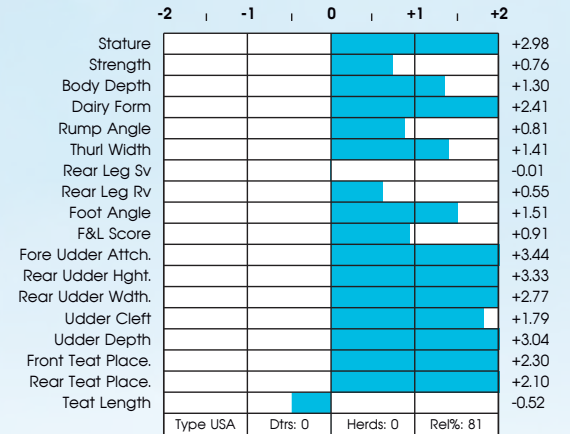 -2 -1 0 +1 +2
Stature +2.98
Strength +0.76
Body Depth +1.30
Dairy Form +2.41
Rump Angle +0.81
Thurl Width +1.41
Rear Leg Sv -0.01
Rear Leg Rv +0.55
Foot Angle +1.51
F&L Score +0.91
Fore Udder Attch. +3.44
Rear Udder Hght. +3.33
Rear Udder Wdth. +2.77
Udder Cleft +1.79
Udder Depth +3.04
Front Teat Place. +2.30
Rear Teat Place. +2.10
Teat Length -0.52
Type USA Dtrs: 0 Herds: 0 Rel%: 81